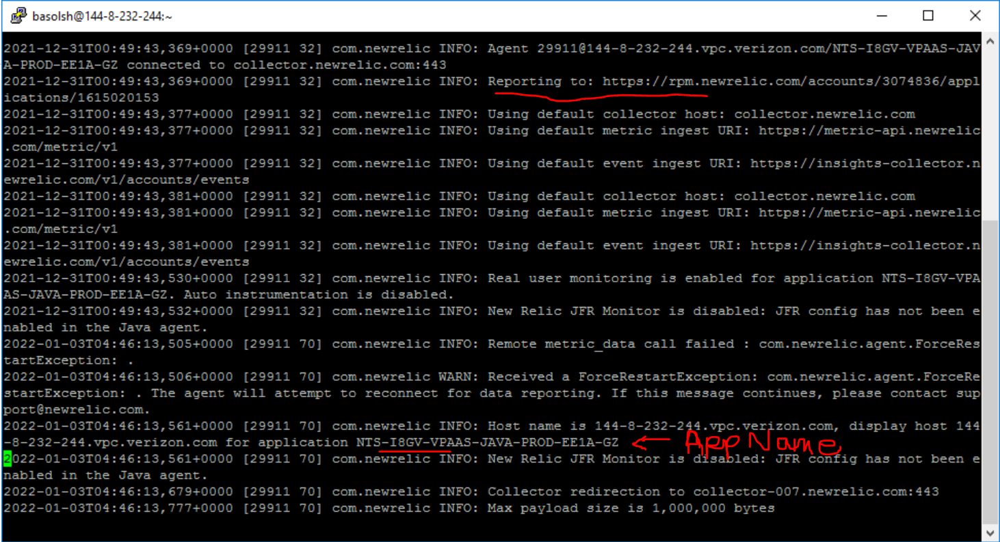 basolsh@144-8-232-244:~
2021-12-31T00:49:43,369+0000 [29911 32] com.newrelic INFO: Agent 29911@144-8-232-244.vpc.verizon.com/NTS-I8GV-VPAAS-JAV
A-PROD-EE1A-GZ connected to collector.newrelic.com:443
2021-12-31T00:49:43,369+0000 [29911 32] com.newrelic INFO: Reporting to: https://rpm.newrelic.com/accounts/3074836/appl
ications/1615020153
2021-12-31T00:49:43,377+0000 [29911 32] com.newrelic INFO: Using default collector host: collector.newrelic.com
2021-12-31T00:49:43,377+0000 [29911 32] com.newrelic INFO: Using default metric ingest URI: https://metric-api.newrelic
.com/metric/v1
2021-12-31T00:49:43,377+0000 [29911 32] com.newrelic INFO: Using default event ingest URI: https://insights-collector.n
ewrelic.com/v1/accounts/events
2021-12-31T00:49:43,381+0000 [29911 32] com.newrelic INFO: Using default collector host: collector.newrelic.com
2021-12-31T00:49:43,381+0000 [29911 32] com.newrelic INFO: Using default metric ingest URI: https://metric-api.newrelic
.com/metric/v1
2021-12-31T00:49:43,381+0000 [29911 32] com.newrelic INFO: Using default event ingest URI: https://insights-collector.n
ewrelic.com/v1/accounts/events
2021-12-31T00:49:43,530+0000 [29911 32] com.newrelic INFO: Real user monitoring is enabled for application NTS-I8GV-VPA
AS-JAVA-PROD-EE1A-GZ. Auto instrumentation is disabled.
2021-12-31T00:49:43,532+0000 [29911 32] com.newrelic INFO: New Relic JFR Monitor is disabled: JFR config has not been e
nabled in the Java agent.
2022-01-03T04:46:13,505+0000 [29911 70] com.newrelic INFO: Remote metric_data call failed : com.newrelic.agent.ForceRes
tartException: .
2022-01-03T04:46:13,506+0000 [29911 70] com.newrelic WARN: Received a ForceRestartException: com.newrelic.agent.ForceRe
startException: . The agent will attempt to reconnect for data reporting. If this message continues, please contact sup
port@newrelic.com.
2022-01-03T04:46:13,561+0000 [29911 70] com.newrelic INFO: Host name is 144-8-232-244.vpc.verizon.com, display host 144
-8-232-244.vpc.verizon.com for application NTS-I8GV-VPAAS-JAVA-PROD-EE1A-GZ ← App Name
2022-01-03T04:46:13,561+0000 [29911 70] com.newrelic INFO: New Relic JFR Monitor is disabled: JFR config has not been e
nabled in the Java agent.
2022-01-03T04:46:13,679+0000 [29911 70] com.newrelic INFO: Collector redirection to collector-007.newrelic.com:443
2022-01-03T04:46:13,777+0000 [29911 70] com.newrelic INFO: Max payload size is 1,000,000 bytes